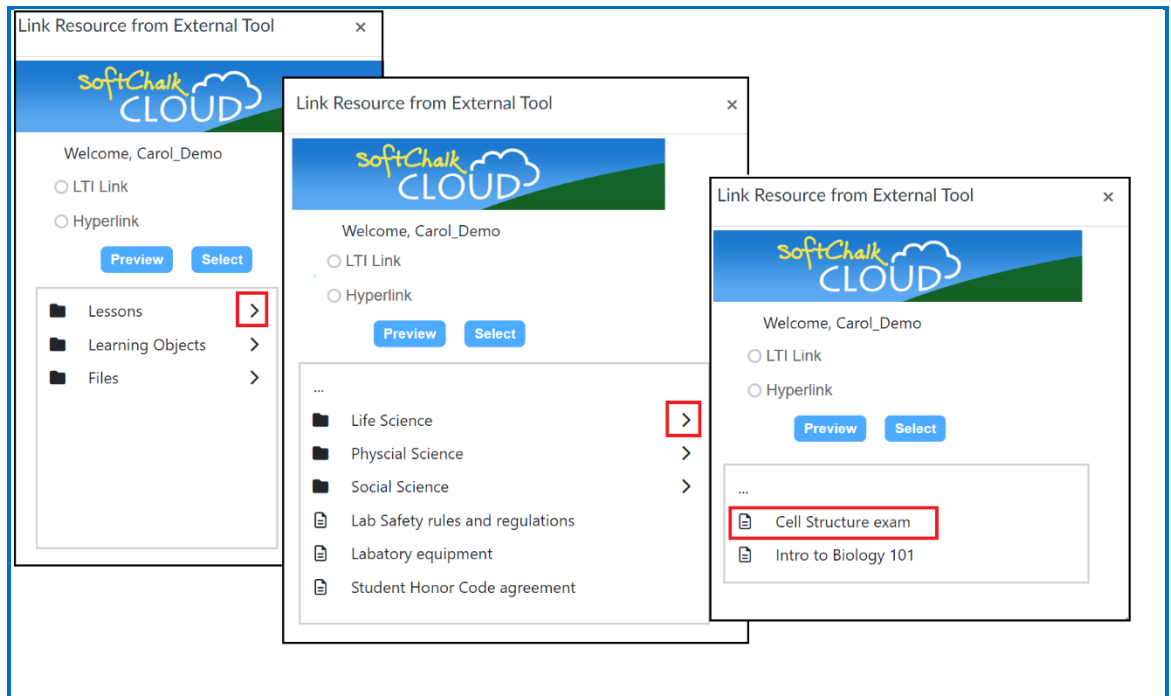 Link Resource from External Tool ×
softChalk
CLOUD
Welcome, Carol_Demo
LTI Link
Hyperlink
Preview Select
Lessons
Learning Objects
Files
Link Resource from External Tool ×
softChalk
CLOUD
Welcome, Carol_Demo
LTI Link
Hyperlink
Preview Select
...
Life Science
Physcial Science
Social Science
Lab Safety rules and regulations
Labatory equipment
Student Honor Code agreement
Link Resource from External Tool ×
softChalk
CLOUD
Welcome, Carol_Demo
LTI Link
Hyperlink
Preview Select
...
Cell Structure exam
Intro to Biology 101